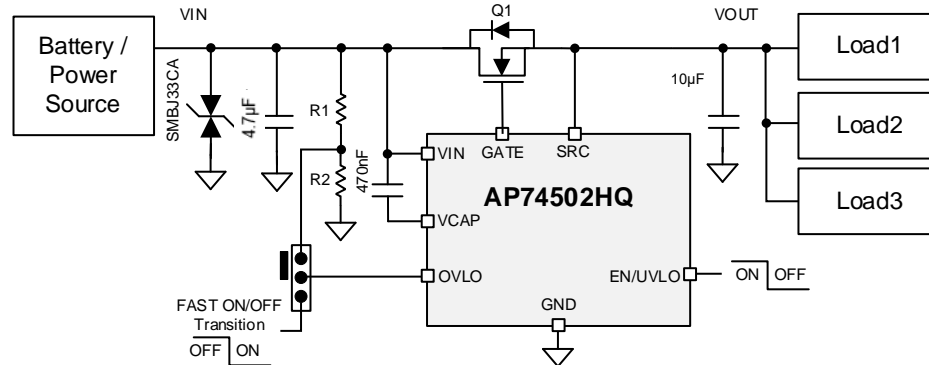 VIN
Q1
VOUT
Battery /
Power
Source
SMBJ33CA
4.7µF
R1
R2
470nF
10µF
Load1
Load2
Load3
VIN
GATE
SRC
AP74502HQ
VCAP
OVLO
EN/UVLO
GND
ON
OFF
FAST ON/OFF
Transition
OFF
ON